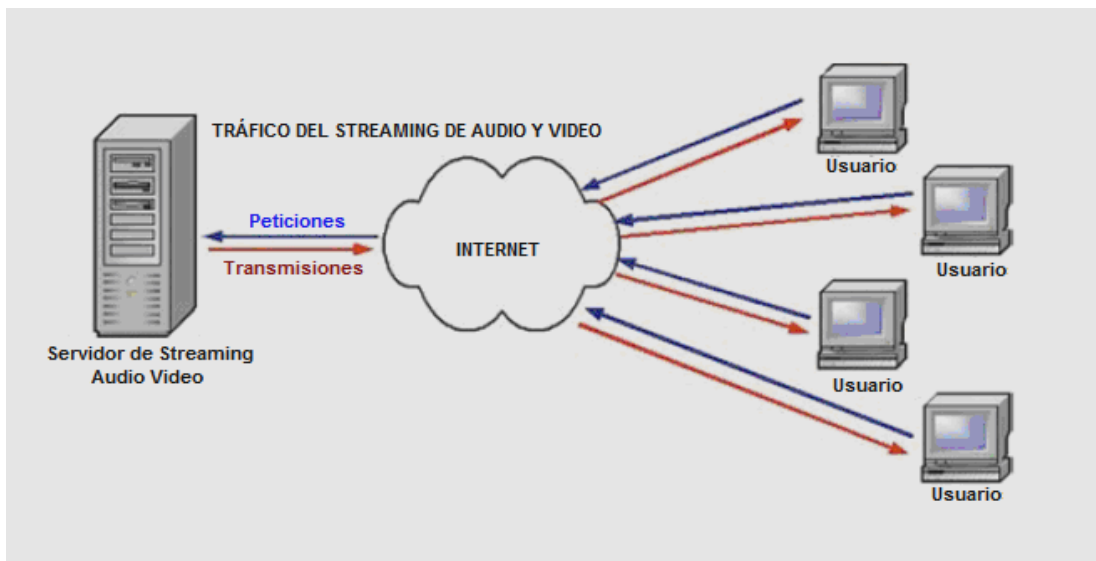 TRÁFICO DEL STREAMING DE AUDIO Y VIDEO
Peticiones
Transmisiones
INTERNET
Servidor de Streaming
Audio Video
Usuario
Usuario
Usuario
Usuario